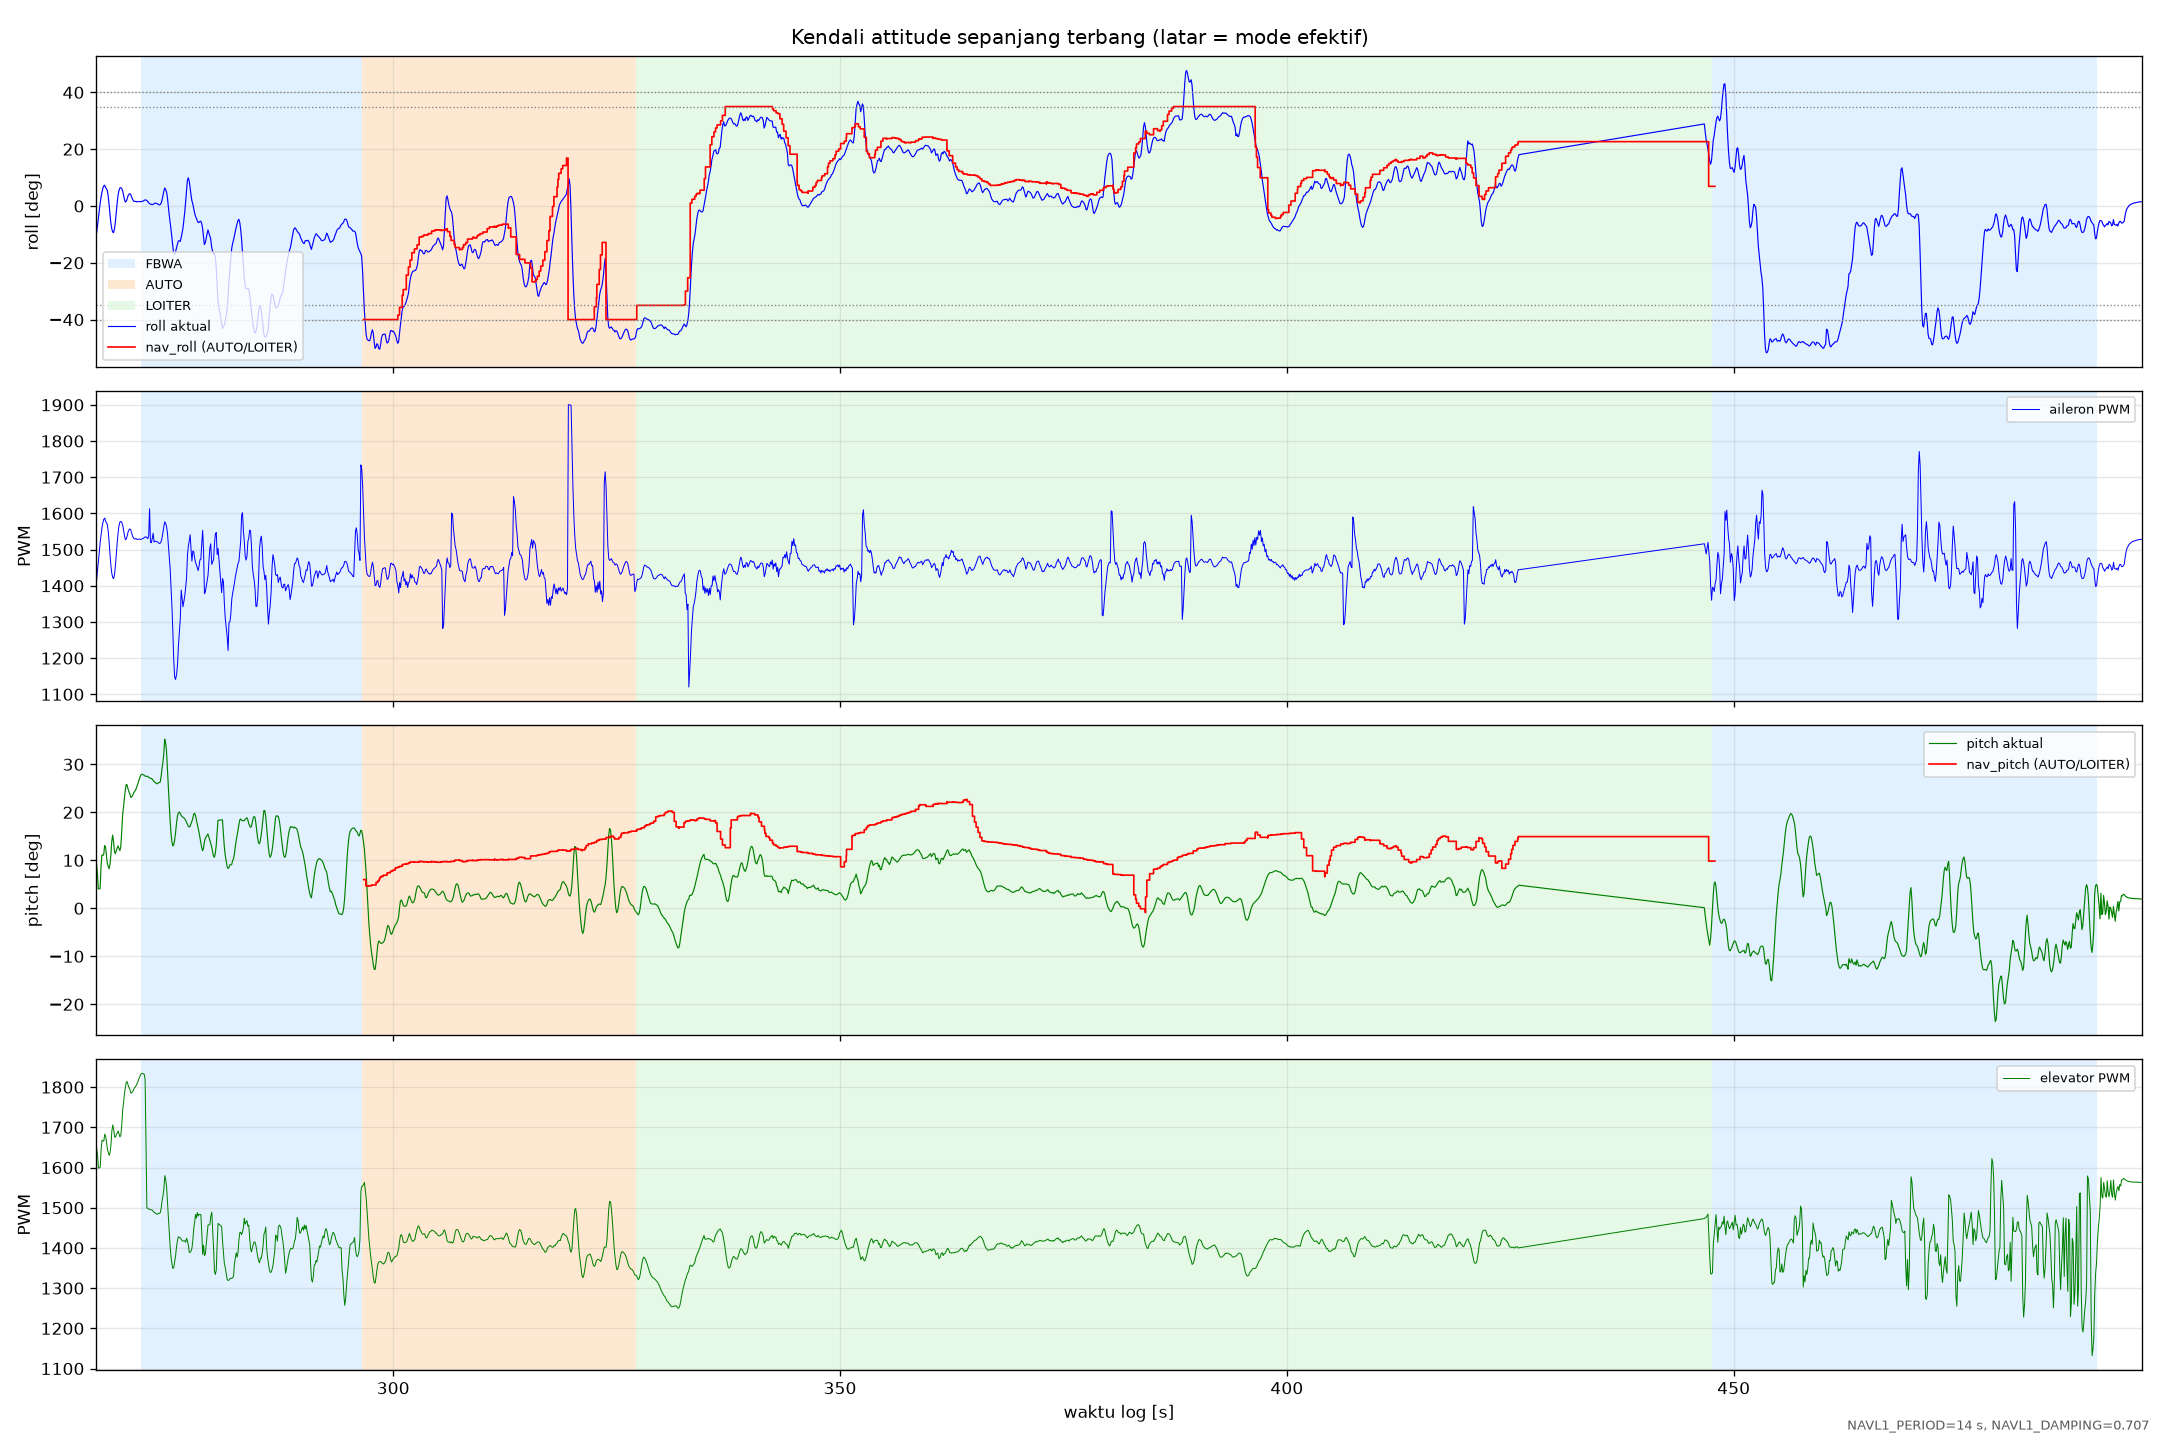 Kendali attitude sepanjang terbang (latar = mode efektif)
40
20
0
−20
−40
roll [deg]
FBWA
AUTO
LOITER
roll aktual
nav_roll (AUTO/LOITER)
1900
1800
1700
1600
1500
1400
1300
1200
1100
PWM
aileron PWM
30
20
10
0
−10
−20
pitch [deg]
pitch aktual
nav_pitch (AUTO/LOITER)
1800
1700
1600
1500
1400
1300
1200
1100
PWM
elevator PWM
300
350
400
450
waktu log [s]
NAVL1_PERIOD=14 s, NAVL1_DAMPING=0.707